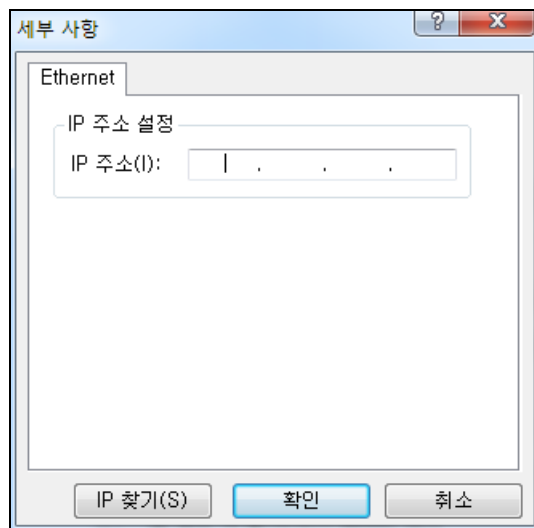 세부 사항
?
X
Ethernet
IP 주소 설정
IP 주소(I):
. . .
IP 찾기(S) 확인 취소